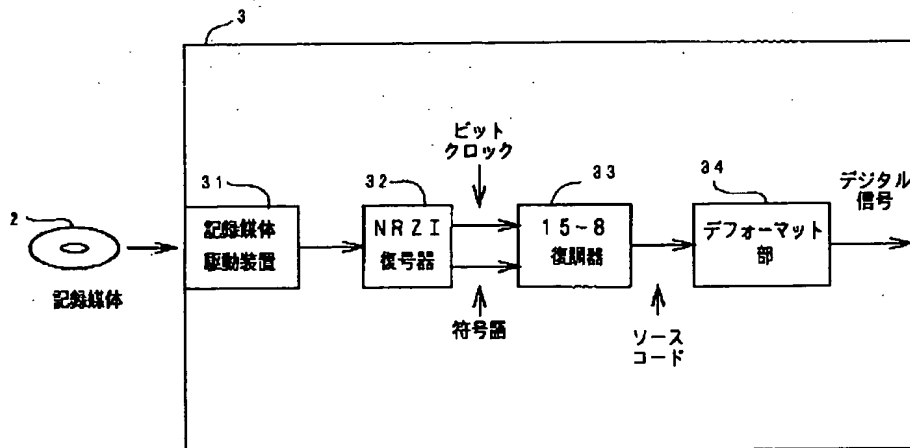 3
ビット
クロック
31
32
33
34
デジタル
信号
2
記録媒体
駆動装置
NRZI
復号器
15-8
復調器
デフォーマット
部
記録媒体
符号語
ソース
コード